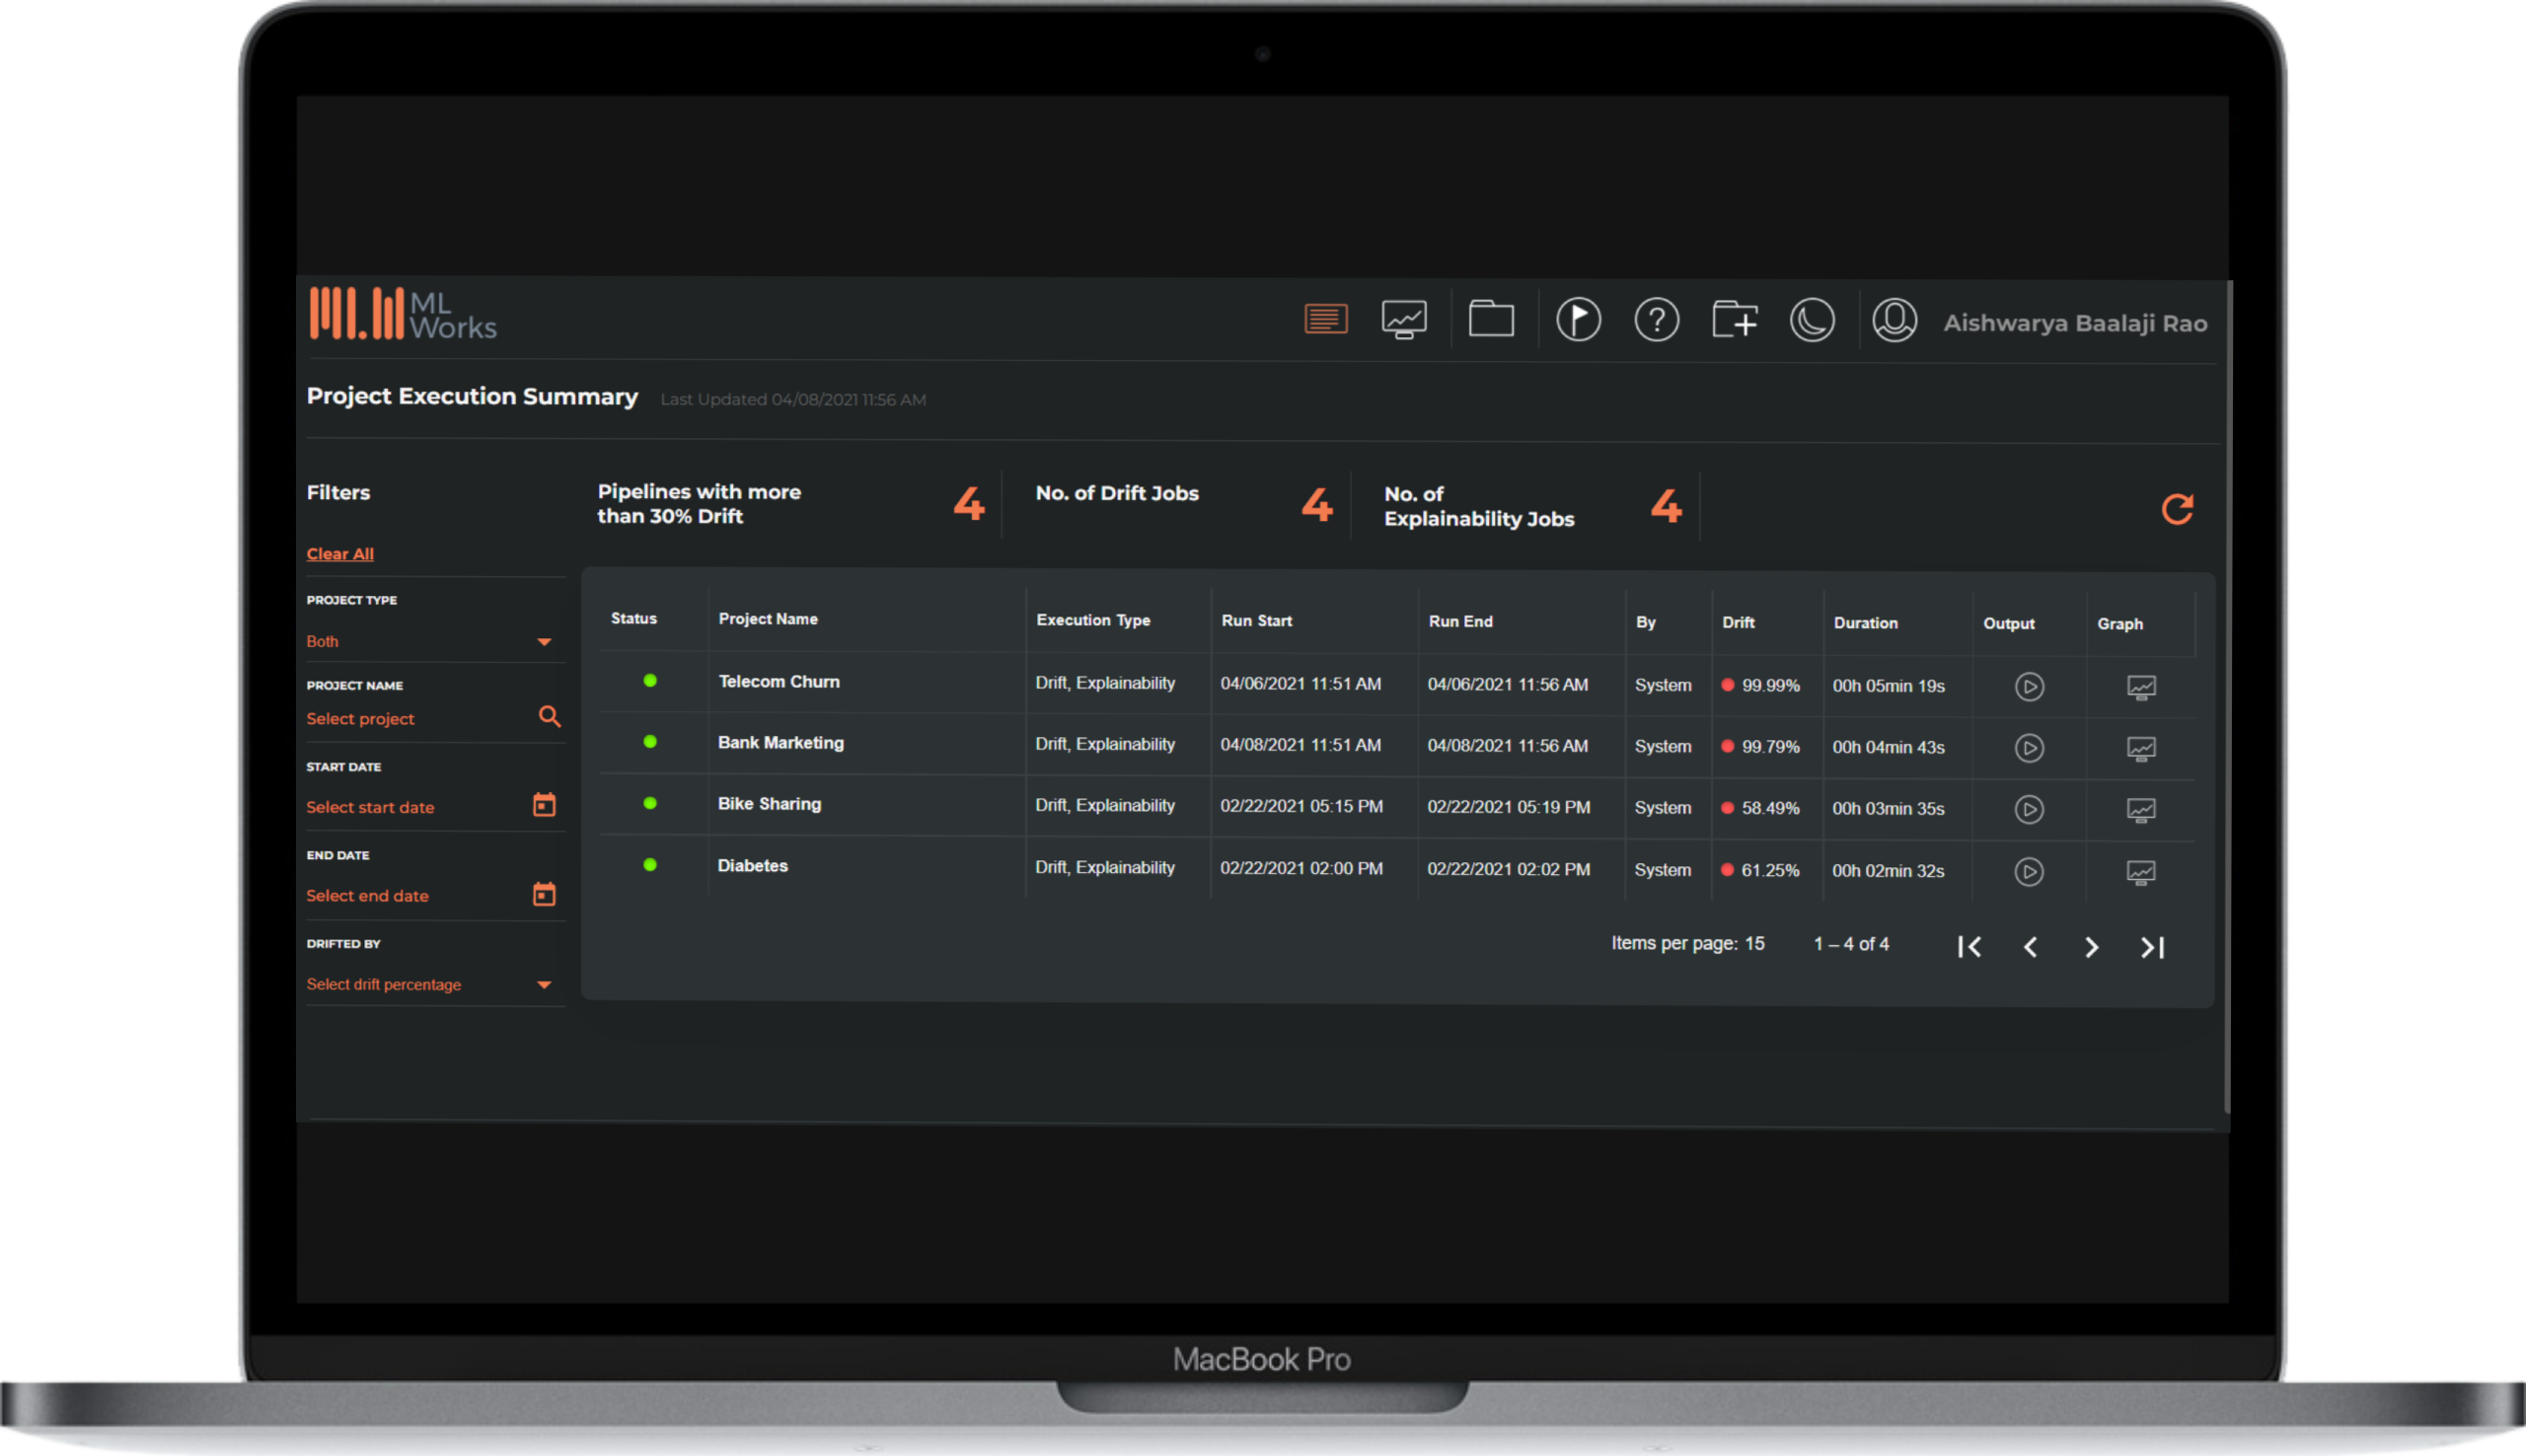 ML
Works
Aishwarya Baalaji Rao
Project Execution Summary Last Updated 04/08/2021 11:56 AM
Filters
Clear All
PROJECT TYPE
Both
PROJECT NAME
Select project
START DATE
Select start date
END DATE
Select end date
DRIFTED BY
Select drift percentage
Pipelines with more
than 30% Drift
4
No. of Drift Jobs
4
No. of
Explainability Jobs
4
Status Project Name Execution Type Run Start Run End By Drift Duration Output Graph
Telecom Churn Drift, Explainability 04/06/2021 11:51 AM 04/06/2021 11:56 AM System 99.99% 00h 05min 19s
Bank Marketing Drift, Explainability 04/08/2021 11:51 AM 04/08/2021 11:56 AM System 99.79% 00h 04min 43s
Bike Sharing Drift, Explainability 02/22/2021 05:15 PM 02/22/2021 05:19 PM System 58.49% 00h 03min 35s
Diabetes Drift, Explainability 02/22/2021 02:00 PM 02/22/2021 02:02 PM System 61.25% 00h 02min 32s
Items per page: 15 1 – 4 of 4
MacBook Pro